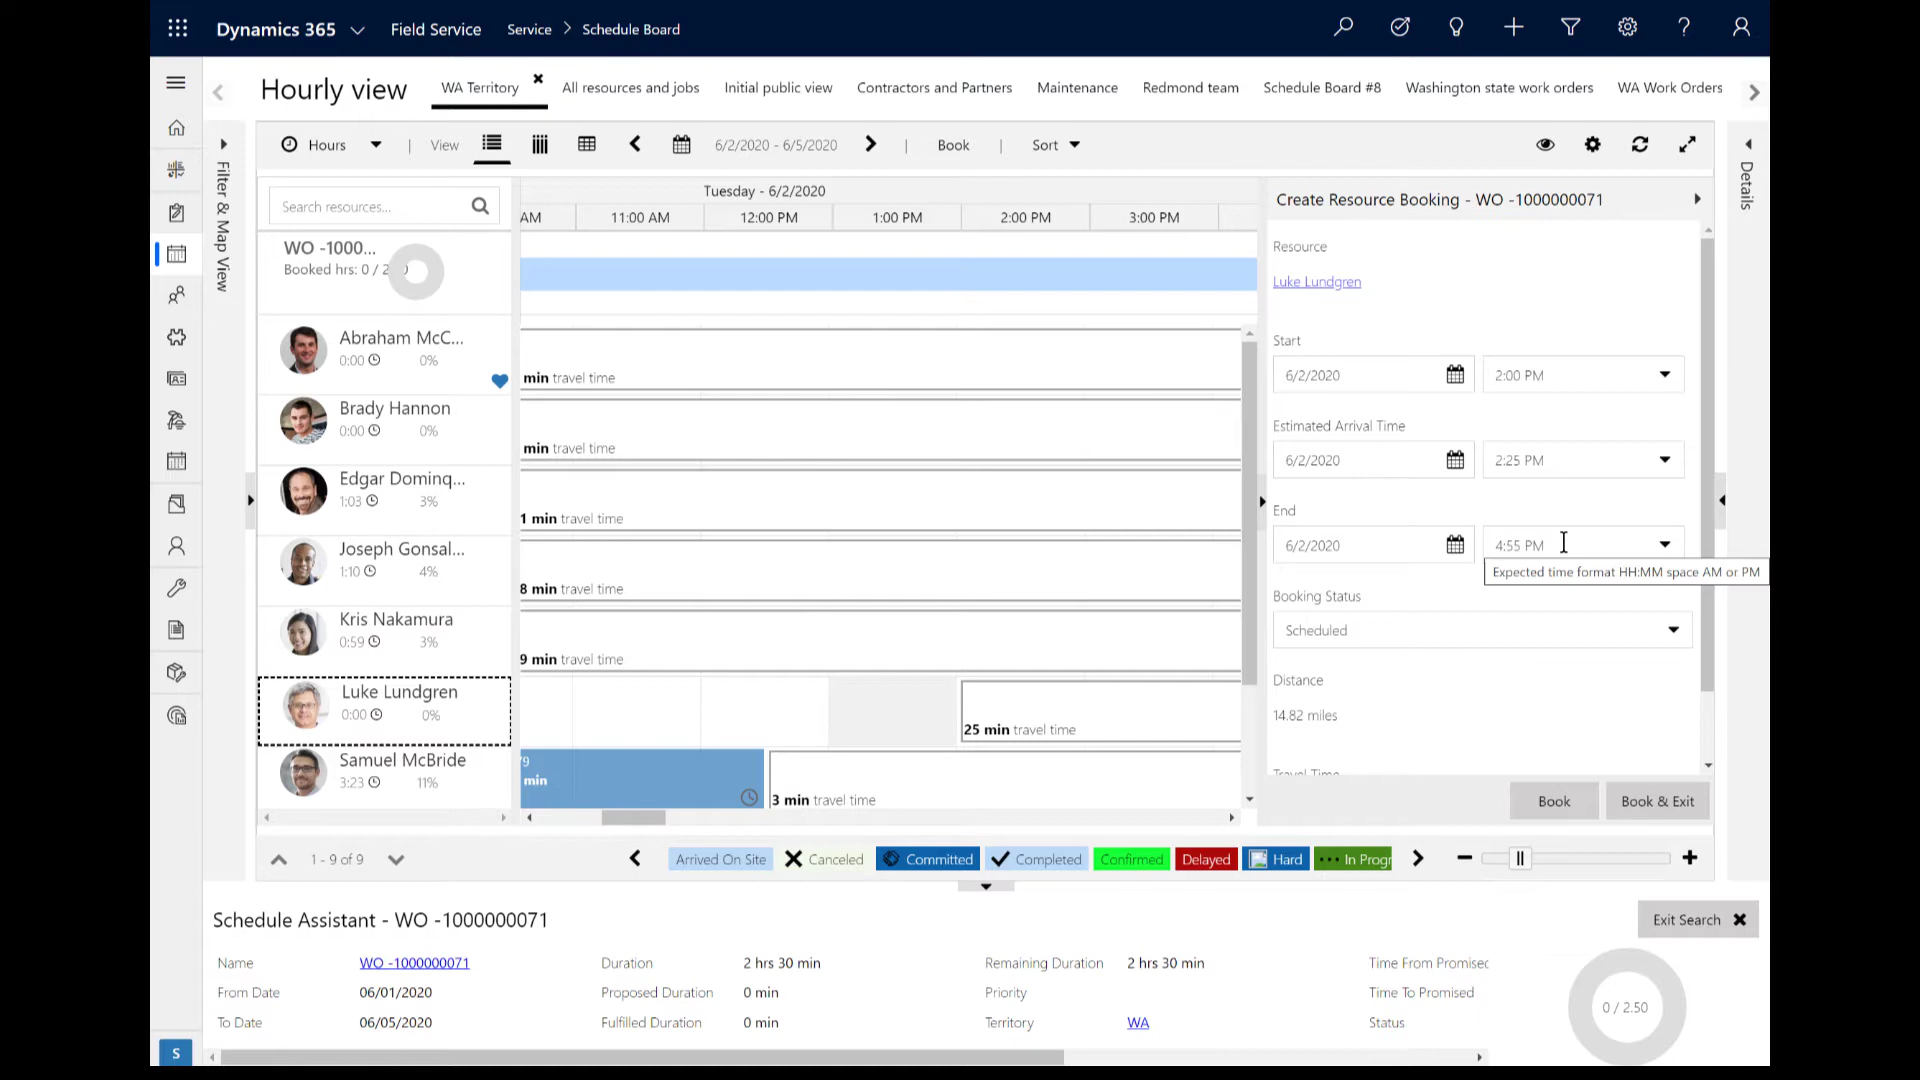 Dynamics 365 Field Service Service > Schedule Board
Hourly view WA Territory All resources and jobs Initial public view Contractors and Partners Maintenance Redmond team Schedule Board #8 Washington state work orders WA Work Orders
Hours | View 6/2/2020 - 6/5/2020 | Book | Sort
Filter & Map View
Search resources...
Tuesday - 6/2/2020
AM 11:00 AM 12:00 PM 1:00 PM 2:00 PM 3:00 PM
WO -1000...
Booked hrs: 0 / 2
Abraham McC...
0:00 0%
min travel time
Brady Hannon
0:00 0%
min travel time
Edgar Dominq...
1:03 3%
1 min travel time
Joseph Gonsal...
1:10 4%
8 min travel time
Kris Nakamura
0:59 3%
9 min travel time
Luke Lundgren
0:00 0%
25 min travel time
Samuel McBride
3:23 11%
min
3 min travel time
Create Resource Booking - WO -1000000071
Resource
Luke Lundgren
Start
6/2/2020 2:00 PM
Estimated Arrival Time
6/2/2020 2:25 PM
End
6/2/2020 4:55 PM
Expected time format HH:MM space AM or PM
Booking Status
Scheduled
Distance
14.82 miles
Travel Time
Book Book & Exit
Details
1 - 9 of 9
Arrived On Site Canceled Committed Completed Confirmed Delayed Hard In Progr
Schedule Assistant - WO -1000000071
Exit Search
Name WO -1000000071 Duration 2 hrs 30 min Remaining Duration 2 hrs 30 min Time From Promised
From Date 06/01/2020 Proposed Duration 0 min Priority Time To Promised
To Date 06/05/2020 Fulfilled Duration 0 min Territory WA Status
0 / 2.50
S